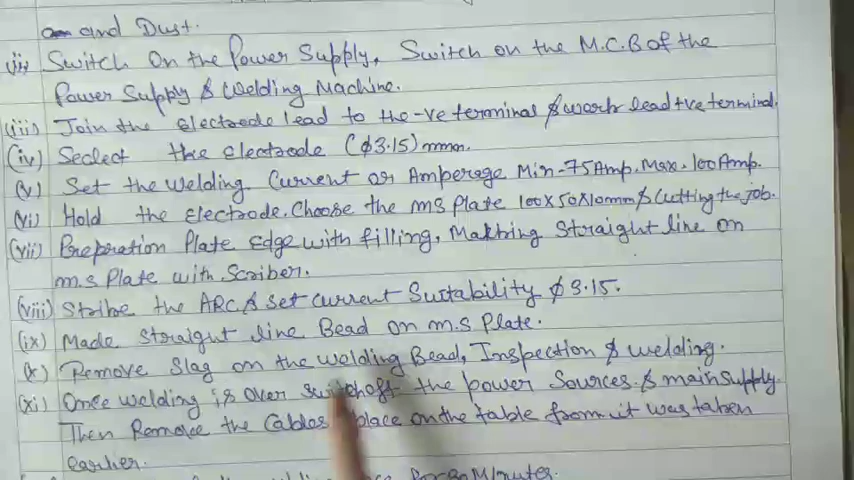 and Dust.
(ii) Switch On the Power Supply, Switch on the M.C.B of the
Power Supply & Welding Machine.
(iii) Join the electrode lead to the -ve terminal & work lead +ve terminal.
(iv) Seclect the Electrode (ϕ3.15) mm.
(v) Set the Welding Current or Amperage Min-75Amp. Max. 100Amp.
(vi) Hold the Electrode. Choose the ms Plate 100x50x10mm & Cutting the job.
(vii) Prepration Plate Edge with filling, Makring Straight line on
m.s Plate with Scriber.
(viii) Strike the ARC & set current Suitability ϕ3.15.
(ix) Made straight line Bead on m.s Plate.
(x) Remove Slag on the welding Bead, Inspection & welding.
(xi) Once welding is over switch off the power Sources & main supply.
Then Remove the Cables place on the table from it was taken
earlier.
Minutes.